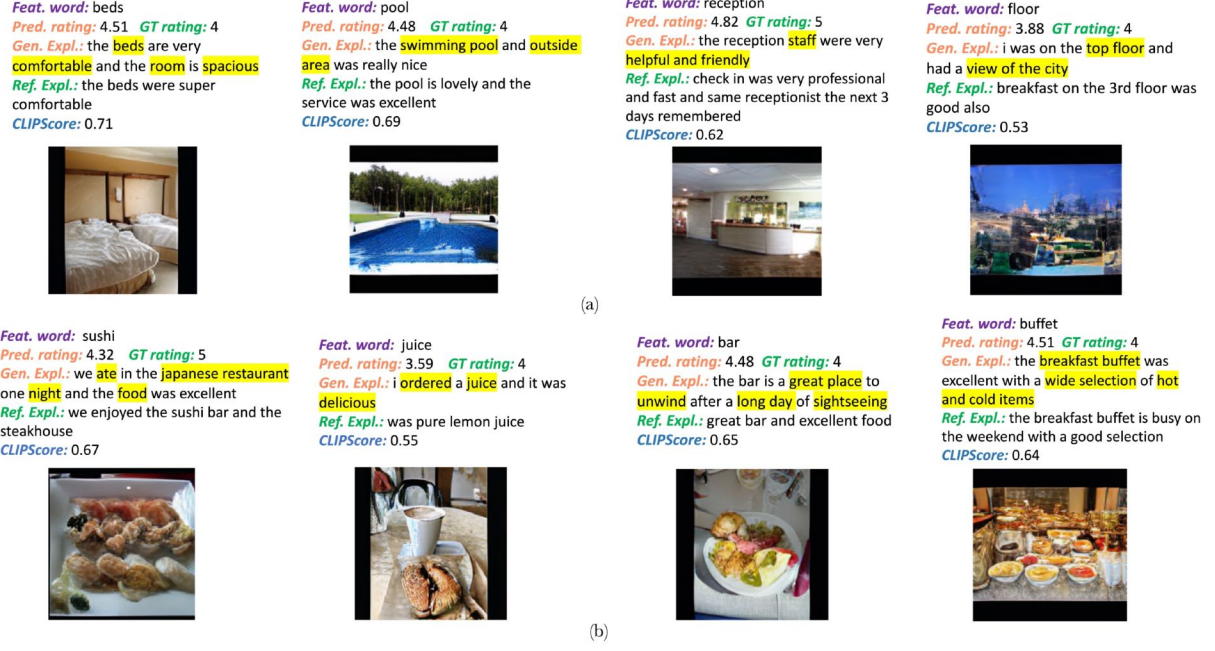 Feat. word: beds
Pred. rating: 4.51 GT rating: 4
Gen. Expl.: the beds are very
comfortable and the room is spacious
Ref. Expl.: the beds were super
comfortable
CLIPScore: 0.71
Feat. word: pool
Pred. rating: 4.48 GT rating: 4
Gen. Expl.: the swimming pool and outside
area was really nice
Ref. Expl.: the pool is lovely and the
service was excellent
CLIPScore: 0.69
Feat. word: reception
Pred. rating: 4.82 GT rating: 5
Gen. Expl.: the reception staff were very
helpful and friendly
Ref. Expl.: check in was very professional
and fast and same receptionist the next 3
days remembered
CLIPScore: 0.62
Feat. word: floor
Pred. rating: 3.88 GT rating: 4
Gen. Expl.: i was on the top floor and
had a view of the city
Ref. Expl.: breakfast on the 3rd floor was
good also
CLIPScore: 0.53
(a)
Feat. word: sushi
Pred. rating: 4.32 GT rating: 5
Gen. Expl.: we ate in the japanese restaurant
one night and the food was excellent
Ref. Expl.: we enjoyed the sushi bar and the
steakhouse
CLIPScore: 0.67
Feat. word: juice
Pred. rating: 3.59 GT rating: 4
Gen. Expl.: i ordered a juice and it was
delicious
Ref. Expl.: was pure lemon juice
CLIPScore: 0.55
Feat. word: bar
Pred. rating: 4.48 GT rating: 4
Gen. Expl.: the bar is a great place to
unwind after a long day of sightseeing
Ref. Expl.: great bar and excellent food
CLIPScore: 0.65
Feat. word: buffet
Pred. rating: 4.51 GT rating: 4
Gen. Expl.: the breakfast buffet was
excellent with a wide selection of hot
and cold items
Ref. Expl.: the breakfast buffet is busy on
the weekend with a good selection
CLIPScore: 0.64
(b)